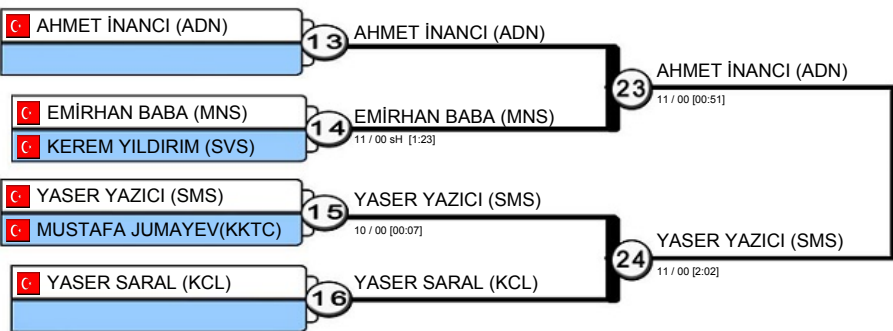 AHMET İNANCI (ADN)
13
AHMET İNANCI (ADN)
EMİRHAN BABA (MNS)
KEREM YILDIRIM (SVS)
14
EMİRHAN BABA (MNS)
11 / 00 sH [1:23]
23
AHMET İNANCI (ADN)
11 / 00 [00:51]
YASER YAZICI (SMS)
MUSTAFA JUMAYEV(KKTC)
15
YASER YAZICI (SMS)
10 / 00 [00:07]
YASER SARAL (KCL)
16
YASER SARAL (KCL)
24
YASER YAZICI (SMS)
11 / 00 [2:02]